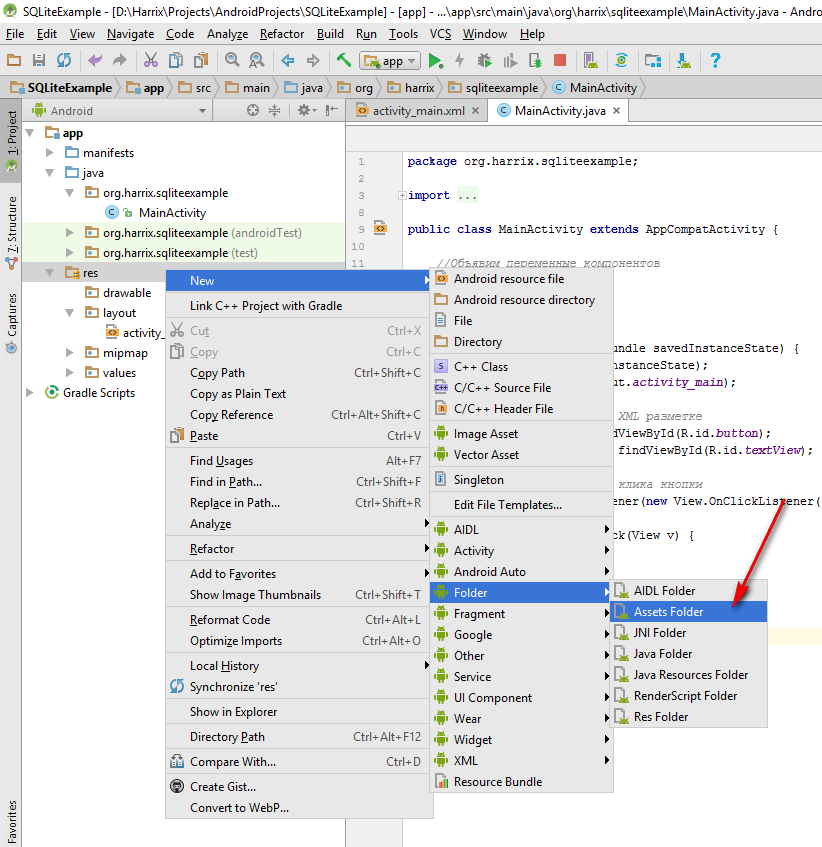 SQLiteExample - [D:\Harrix\Projects\AndroidProjects\SQLiteExample] - [app] - ...\app\src\main\java\org\harrix\sqliteexample\MainActivity.java - Andro
File Edit View Navigate Code Analyze Refactor Build Run Tools VCS Window Help
app
SQLiteExample app src main java org harrix sqliteexample MainActivity
1: Project
7: Structure
Captures
Favorites
Android
app
manifests
java
org.harrix.sqliteexample
MainActivity
org.harrix.sqliteexample (androidTest)
org.harrix.sqliteexample (test)
res
drawable
layout
activity_
mipmap
values
Gradle Scripts
activity_main.xml MainActivity.java
1 package org.harrix.sqliteexample;
2
3 import ...
8
9 public class MainActivity extends AppCompatActivity {
10
11 //Объявим переменные компонентов
undle savedInstanceState) {
nstanceState);
ut.activity_main);
XML разметке
dViewById(R.id.button);
findViewById(R.id.textView);
клика кнопки
ener(new View.OnClickListener(
ck(View v) {
New
Link C++ Project with Gradle
Cut Ctrl+X
Copy Ctrl+C
Copy Path Ctrl+Shift+C
Copy as Plain Text
Copy Reference Ctrl+Alt+Shift+C
Paste Ctrl+V
Find Usages Alt+F7
Find in Path... Ctrl+Shift+F
Replace in Path... Ctrl+Shift+R
Analyze
Refactor
Add to Favorites
Show Image Thumbnails Ctrl+Shift+T
Reformat Code Ctrl+Alt+L
Optimize Imports Ctrl+Alt+O
Local History
Synchronize 'res'
Show in Explorer
Directory Path Ctrl+Alt+F12
Compare With... Ctrl+D
Create Gist...
Convert to WebP...
Android resource file
Android resource directory
File
Directory
C++ Class
C/C++ Source File
C/C++ Header File
Image Asset
Vector Asset
Singleton
Edit File Templates...
AIDL
Activity
Android Auto
Folder
Fragment
Google
Other
Service
UI Component
Wear
Widget
XML
Resource Bundle
AIDL Folder
Assets Folder
JNI Folder
Java Folder
Java Resources Folder
RenderScript Folder
Res Folder